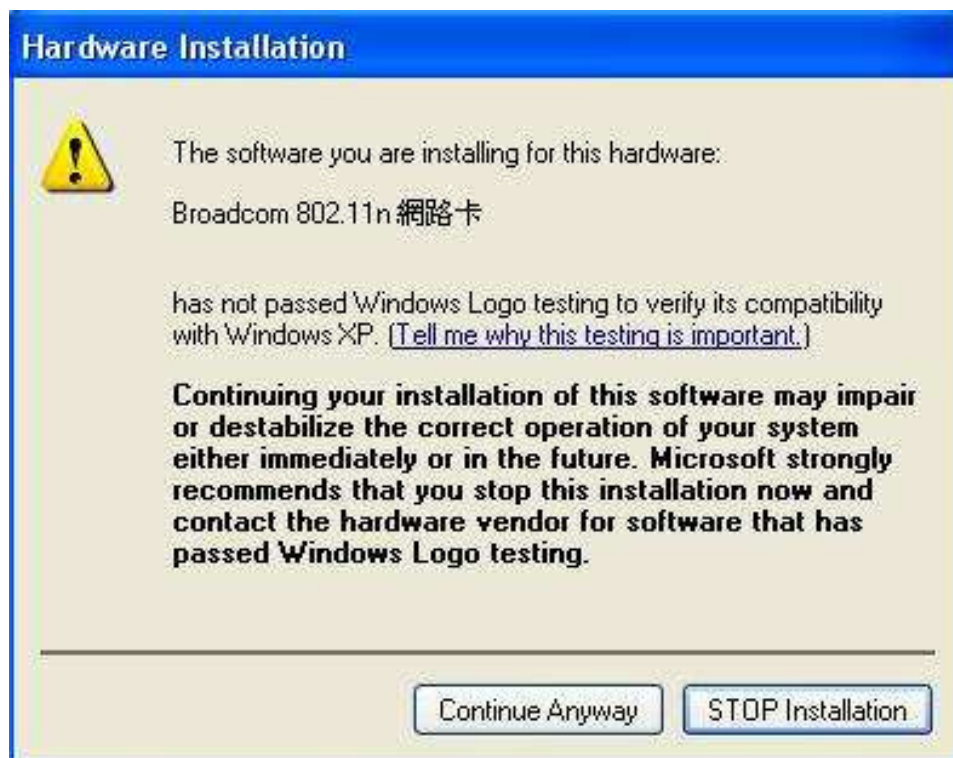 Hardware Installation
The software you are installing for this hardware:
Broadcom 802.11n 網路卡
has not passed Windows Logo testing to verify its compatibility
with Windows XP. (Tell me why this testing is important.)
Continuing your installation of this software may impair
or destabilize the correct operation of your system
either immediately or in the future. Microsoft strongly
recommends that you stop this installation now and
contact the hardware vendor for software that has
passed Windows Logo testing.
Continue Anyway
STOP Installation